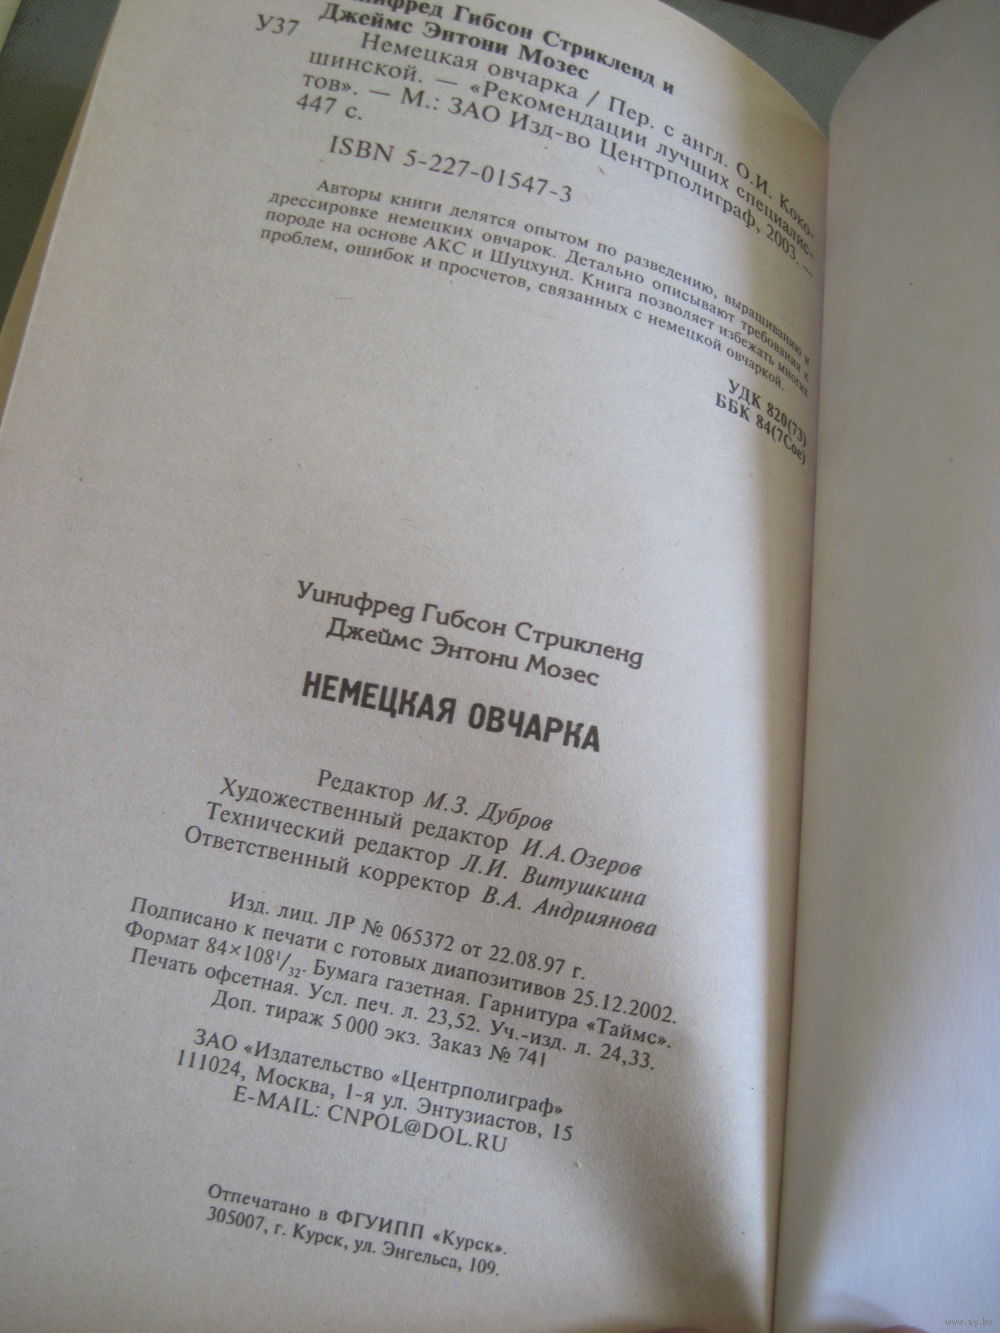 Гибсон Стрикленд и
Джеймс Энтони Мозес
У37
Немецкая овчарка / Пер. с англ. О.И. Коко-
шинской. — «Рекомендации лучших специалис-
тов». — М.: ЗАО Изд-во Центрполиграф, 2003. —
447 с.
ISBN 5-227-01547-3
Авторы книги делятся опытом по разведению, выращиванию и
дрессировке немецких овчарок. Детально описывают требования к
породе на основе АКС и Шуцхунд. Книга позволяет избежать многих
проблем, ошибок и просчетов, связанных с немецкой овчаркой.
УДК 820(73)
ББК 84(7Сое)
Уинифред Гибсон Стрикленд
Джеймс Энтони Мозес
НЕМЕЦКАЯ ОВЧАРКА
Редактор М.З. Дубров
Художественный редактор И.А. Озеров
Технический редактор Л.И. Витушкина
Ответственный корректор В.А. Андриянова
Изд. лиц. ЛР № 065372 от 22.08.97 г.
Подписано к печати с готовых диапозитивов 25.12.2002.
Формат 84×108 1/32. Бумага газетная. Гарнитура «Таймс».
Печать офсетная. Усл. печ. л. 23,52. Уч.-изд. л. 24,33.
Доп. тираж 5 000 экз. Заказ № 741
ЗАО «Издательство «Центрполиграф»
111024, Москва, 1-я ул. Энтузиастов, 15
E-MAIL: CNPOL@DOL.RU
Отпечатано в ФГУИПП «Курск».
305007, г. Курск, ул. Энгельса, 109.
www.ay.by